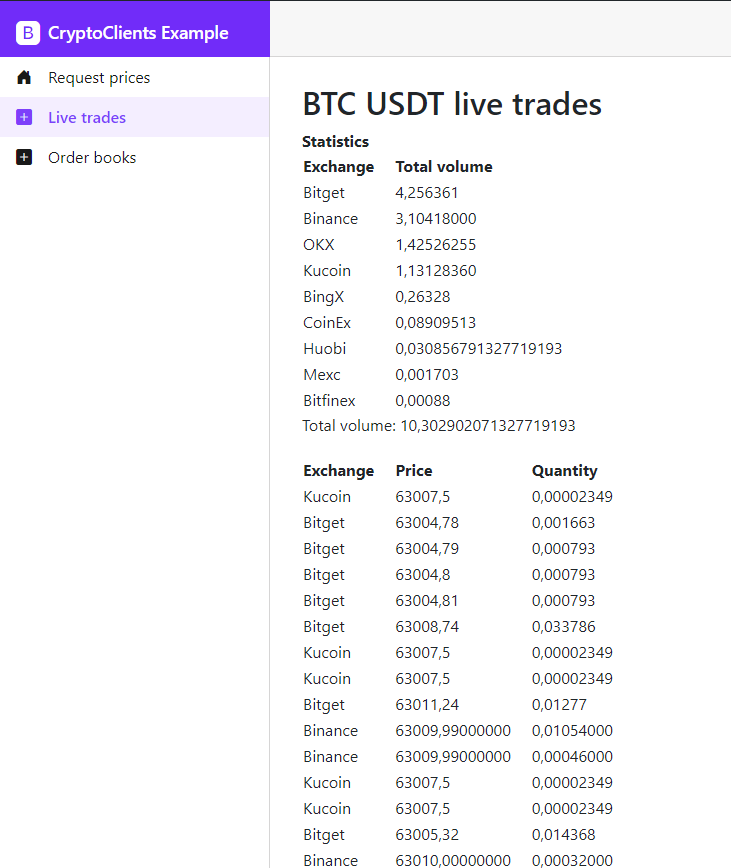 B CryptoClients Example
Request prices
Live trades
Order books
BTC USDT live trades
Statistics
Exchange Total volume
Bitget 4,256361
Binance 3,10418000
OKX 1,42526255
Kucoin 1,13128360
BingX 0,26328
CoinEx 0,08909513
Huobi 0,030856791327719193
Mexc 0,001703
Bitfinex 0,00088
Total volume: 10,302902071327719193
Exchange Price Quantity
Kucoin 63007,5 0,00002349
Bitget 63004,78 0,001663
Bitget 63004,79 0,000793
Bitget 63004,8 0,000793
Bitget 63004,81 0,000793
Bitget 63008,74 0,033786
Kucoin 63007,5 0,00002349
Kucoin 63007,5 0,00002349
Bitget 63011,24 0,01277
Binance 63009,99000000 0,01054000
Binance 63009,99000000 0,00046000
Kucoin 63007,5 0,00002349
Kucoin 63007,5 0,00002349
Bitget 63005,32 0,014368
Binance 63010,00000000 0,00032000